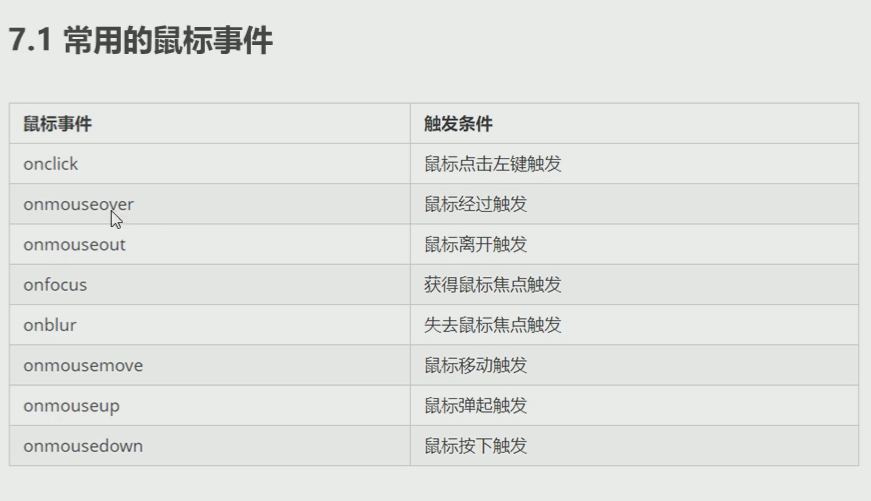 7.1 常用的鼠标事件
鼠标事件 触发条件
onclick 鼠标点击左键触发
onmouseover 鼠标经过触发
onmouseout 鼠标离开触发
onfocus 获得鼠标焦点触发
onblur 失去鼠标焦点触发
onmousemove 鼠标移动触发
onmouseup 鼠标弹起触发
onmousedown 鼠标按下触发